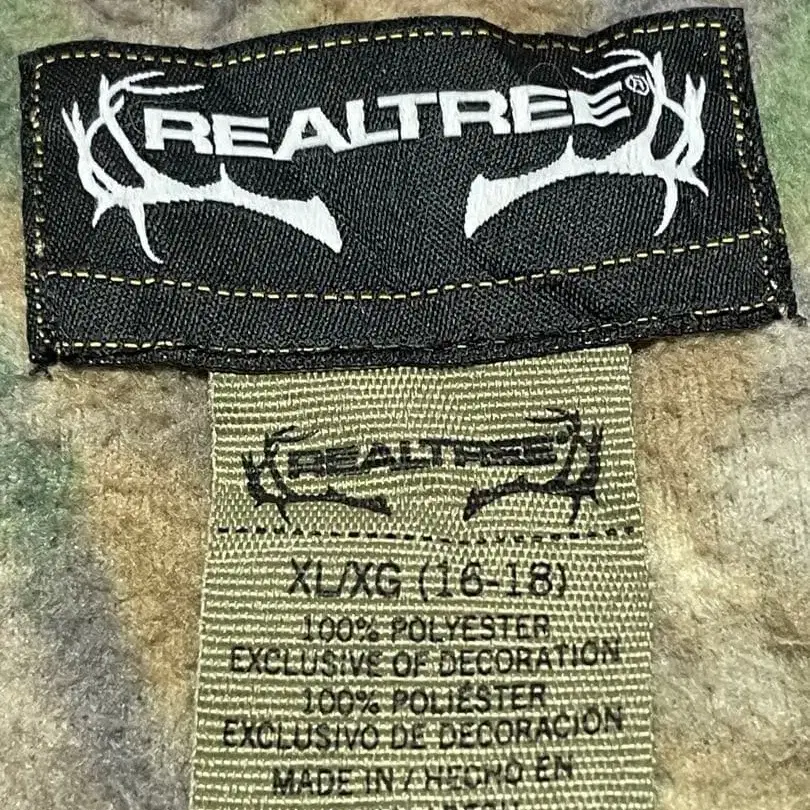 REALTREE®
REALTREE®
XL/XG (16-18)
100% POLYESTER
EXCLUSIVE OF DECORATION
100% POLIÉSTER
EXCLUSIVO DE DECORACIÓN
MADE IN / HECHO EN